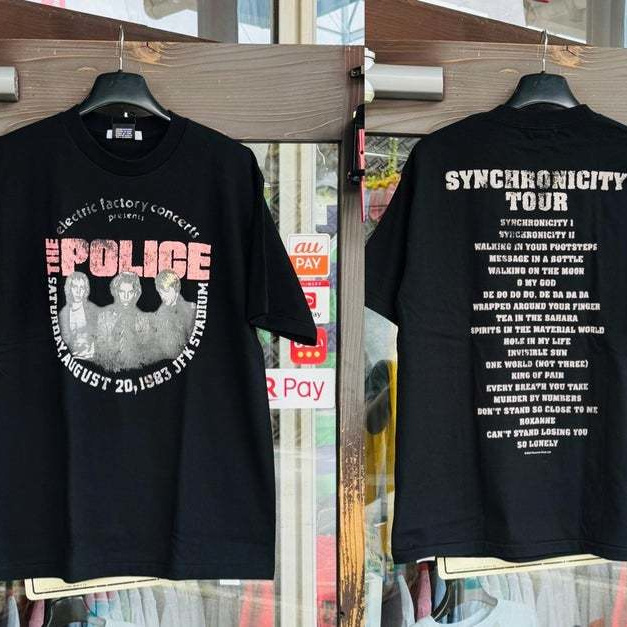 electric factory concerts
presents
THE
POLICE
SATURDAY, AUGUST 20, 1983 JFK STADIUM
au
PAY
R Pay
SYNCHRONICITY
TOUR
SYNCHRONICITY I
SYNCHRONICITY II
WALKING IN YOUR FOOTSTEPS
MESSAGE IN A BOTTLE
WALKING ON THE MOON
O MY GOD
DE DO DO DO, DE DA DA DA
WRAPPED AROUND YOUR FINGER
TEA IN THE SAHARA
SPIRITS IN THE MATERIAL WORLD
HOLE IN MY LIFE
INVISIBLE SUN
ONE WORLD (NOT THREE)
KING OF PAIN
EVERY BREATH YOU TAKE
MURDER BY NUMBERS
DON'T STAND SO CLOSE TO ME
ROXANNE
CAN'T STAND LOSING YOU
SO LONELY